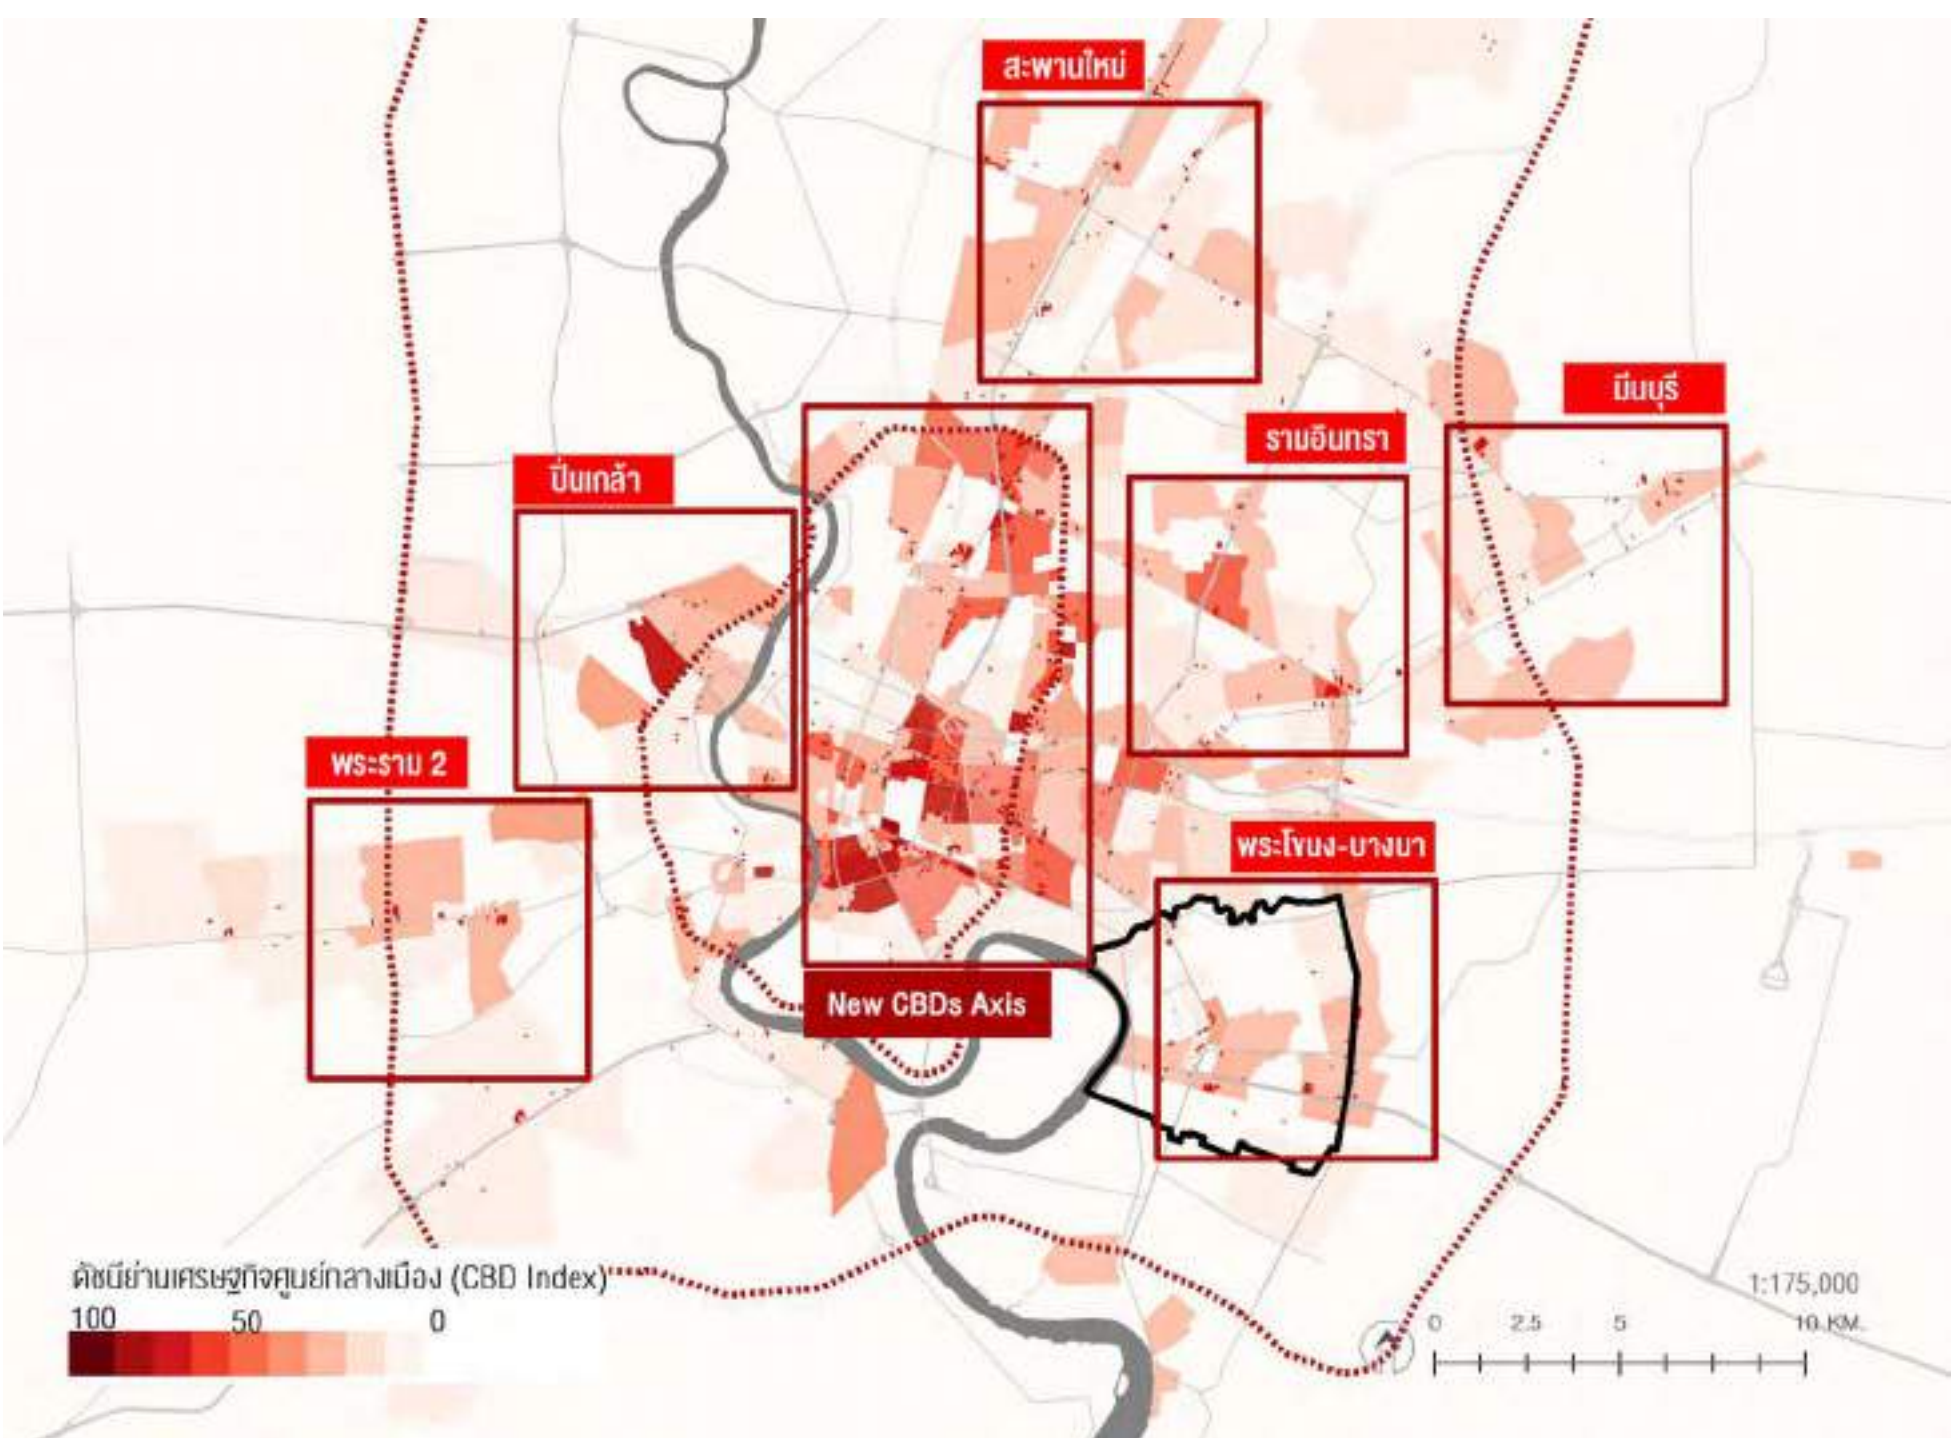 สะพานใหม่
มีนบุรี
รามอินทรา
ปิ่นเกล้า
พระราม 2
พระโขนง-บางนา
New CBDs Axis
ดัชนีย่านเศรษฐกิจศูนย์กลางเมือง (CBD Index)
100 50 0
1:175,000
0 2.5 5 10 KM.